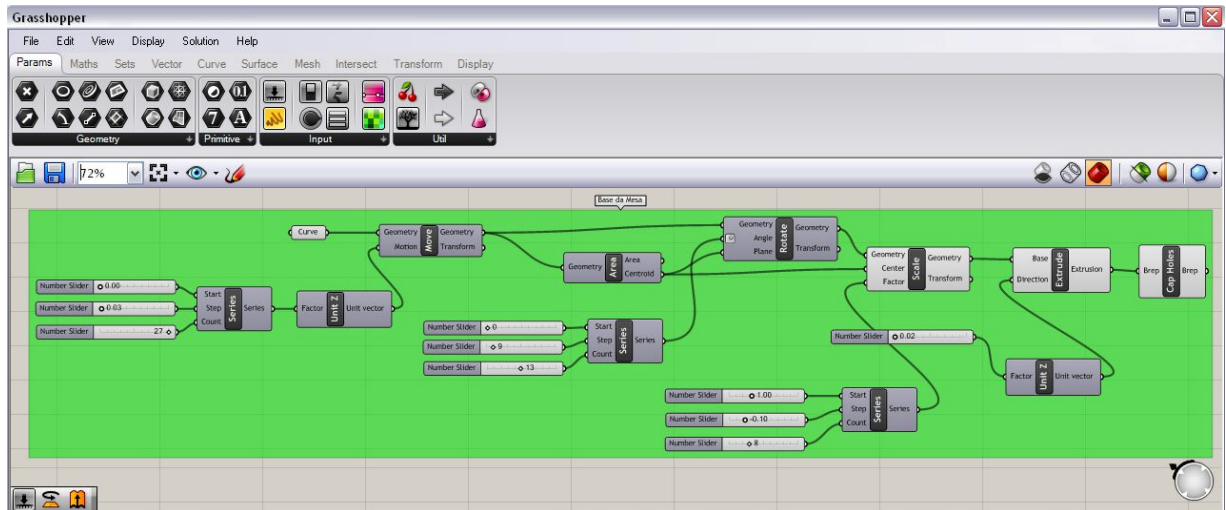 Grasshopper
File Edit View Display Solution Help
Params Maths Sets Vector Curve Surface Mesh Intersect Transform Display
Geometry Primitive Input Util
72%
Base da Mesa
Curve
Geometry Motion Move Geometry Transform
Geometry Area Area Centroid
Geometry Angle Plane Rotate Geometry Transform
Geometry Center Factor Scale Geometry Transform
Base Direction Extrude Extrusion
Brep Cap Holes Brep
Number Slider 0.00
Number Slider 0.03
Number Slider 27
Start Step Count Series Series
Factor Unit Z Unit vector
Number Slider 0
Number Slider 9
Number Slider 13
Start Step Count Series Series
Number Slider 0.02
Factor Unit Z Unit vector
Number Slider 1.00
Number Slider -0.10
Number Slider 8
Start Step Count Series Series